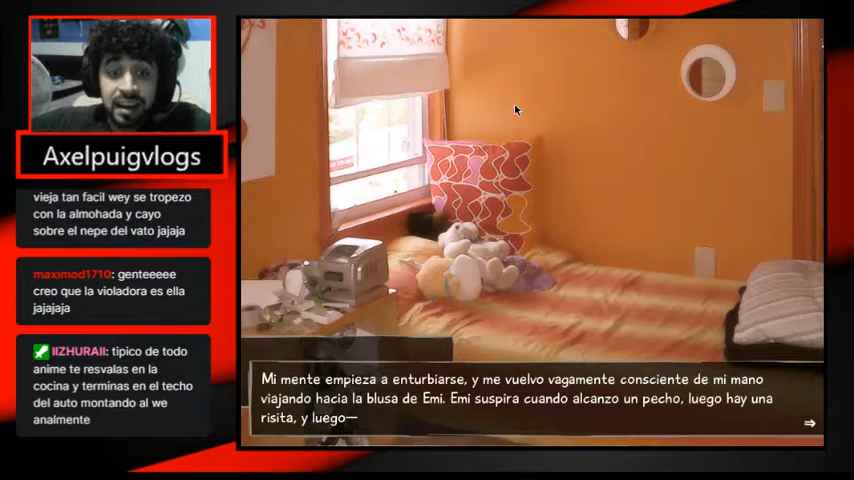 Axelpuigvlogs
vieja tan facil wey se tropezo
con la almohada y cayo
sobre el nepe del vato jajaja
maximod1710: genteeeee
creo que la violadora es ella
jajajaja
IIZHURAII: tipico de todo
anime te resvalas en la
cocina y terminas en el techo
del auto montando al we
analmente
Mi mente empieza a enturbiarse, y me vuelvo vagamente consciente de mi mano
viajando hacia la blusa de Emi. Emi suspira cuando alcanzo un pecho, luego hay una
risita, y luego—